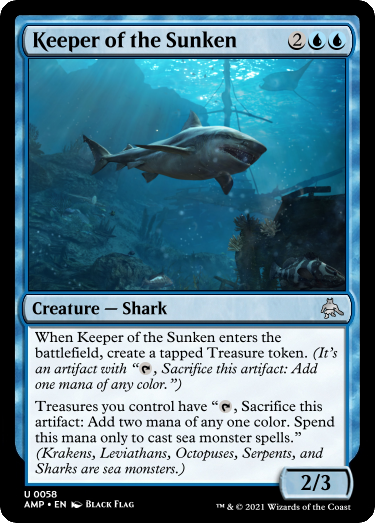 Keeper of the Sunken 2
Creature — Shark
When Keeper of the Sunken enters the
battlefield, create a tapped Treasure token. (It's
an artifact with “, Sacrifice this artifact: Add
one mana of any color.”)
Treasures you control have “, Sacrifice this
artifact: Add two mana of any one color. Spend
this mana only to cast sea monster spells.”
(Krakens, Leviathans, Octopuses, Serpents, and
Sharks are sea monsters.)
2/3
U 0058
AMP • EN Black Flag
™ & © 2021 Wizards of the Coast